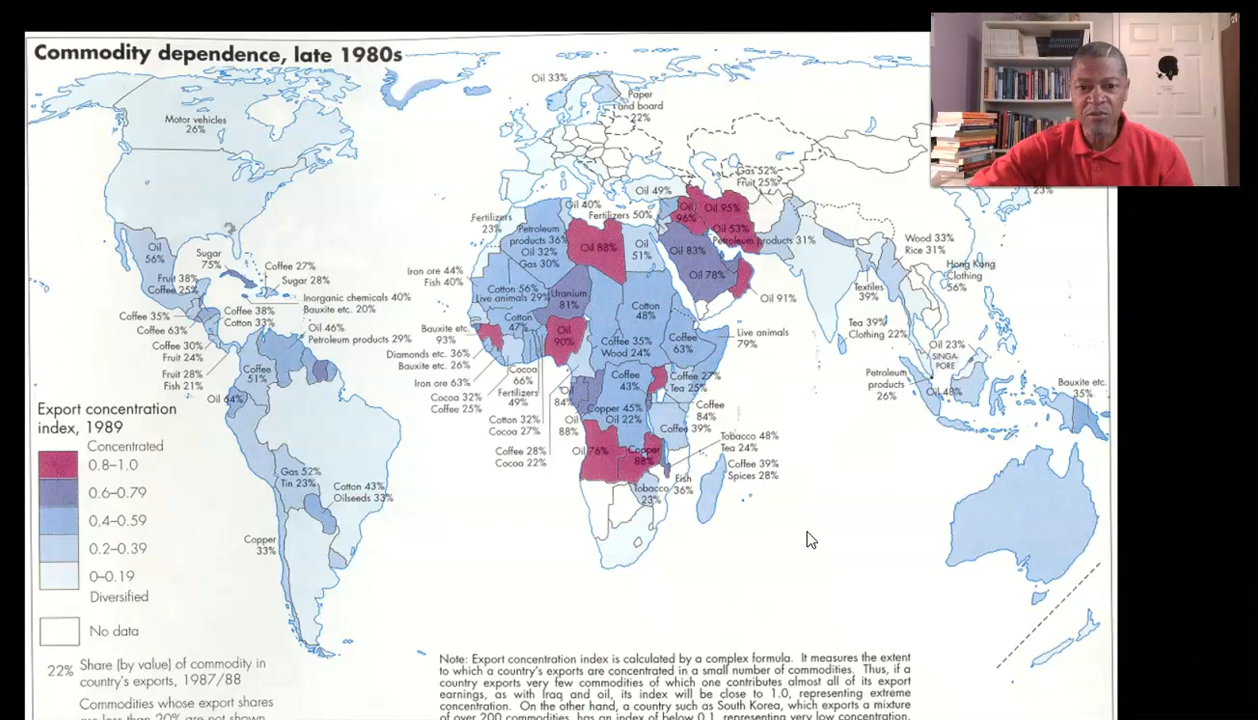 Commodity dependence, late 1980s
Oil 33%
Paper
and board
22%
Motor vehicles
26%
Gas 52%
Fruit 25%
23%
Oil 49%
Oil 40%
Fertilizers 50%
Oil
96%
Oil 95%
Oil 53%
Petroleum products 31%
Fertilizers
23%
Petroleum
products 36%
Oil 32%
Gas 30%
Oil 88%
Oil
51%
Oil 83%
Oil 78%
Oil 91%
Wood 33%
Rice 31%
Hong Kong
Clothing
56%
Textiles
39%
Tea 39%
Clothing 22%
Oil 23%
SINGA-
PORE
Petroleum
products
26%
Oil 48%
Bauxite etc.
35%
Oil
56%
Sugar
75%
Fruit 38%
Coffee 25%
Coffee 27%
Sugar 28%
Inorganic chemicals 40%
Bauxite etc. 20%
Coffee 35%
Coffee 63%
Coffee 38%
Cotton 33%
Oil 46%
Petroleum products 29%
Coffee 30%
Fruit 24%
Fruit 28%
Fish 21%
Coffee
51%
Oil 64%
Iron ore 44%
Fish 40%
Cotton 56%
Live animals 29%
Uranium
81%
Cotton
47%
Cotton
48%
Bauxite etc.
93%
Oil
90%
Diamonds etc. 36%
Bauxite etc. 26%
Iron ore 63%
Cocoa 32%
Coffee 25%
Cocoa
66%
Fertilizers
49%
Cotton 32%
Cocoa 27%
Coffee 28%
Cocoa 22%
Coffee 35%
Wood 24%
Coffee
63%
Live animals
79%
Coffee
43%
Coffee 27%
Tea 25%
Oil
84%
Oil
88%
Copper 45%
Oil 22%
Coffee
84%
Coffee 39%
Oil 76%
Copper
88%
Tobacco 48%
Tea 24%
Coffee 39%
Spices 28%
Fish
36%
Tobacco
23%
Gas 52%
Tin 23%
Cotton 43%
Oilseeds 33%
Copper
33%
Export concentration
index, 1989
Concentrated
0.8–1.0
0.6–0.79
0.4–0.59
0.2–0.39
0–0.19
Diversified
No data
22% Share (by value) of commodity in
country's exports, 1987/88
Commodities whose export shares
are less than 20% are not shown
Note: Export concentration index is calculated by a complex formula. It measures the extent
to which a country's exports are concentrated in a small number of commodities. Thus, if a
country exports very few commodities of which one contributes almost all of its export
earnings, as with Iraq and oil, its index will be close to 1.0, representing extreme
concentration. On the other hand, a country such as South Korea, which exports a mixture
of over 200 commodities, has an index of below 0.1, representing very low concentration.